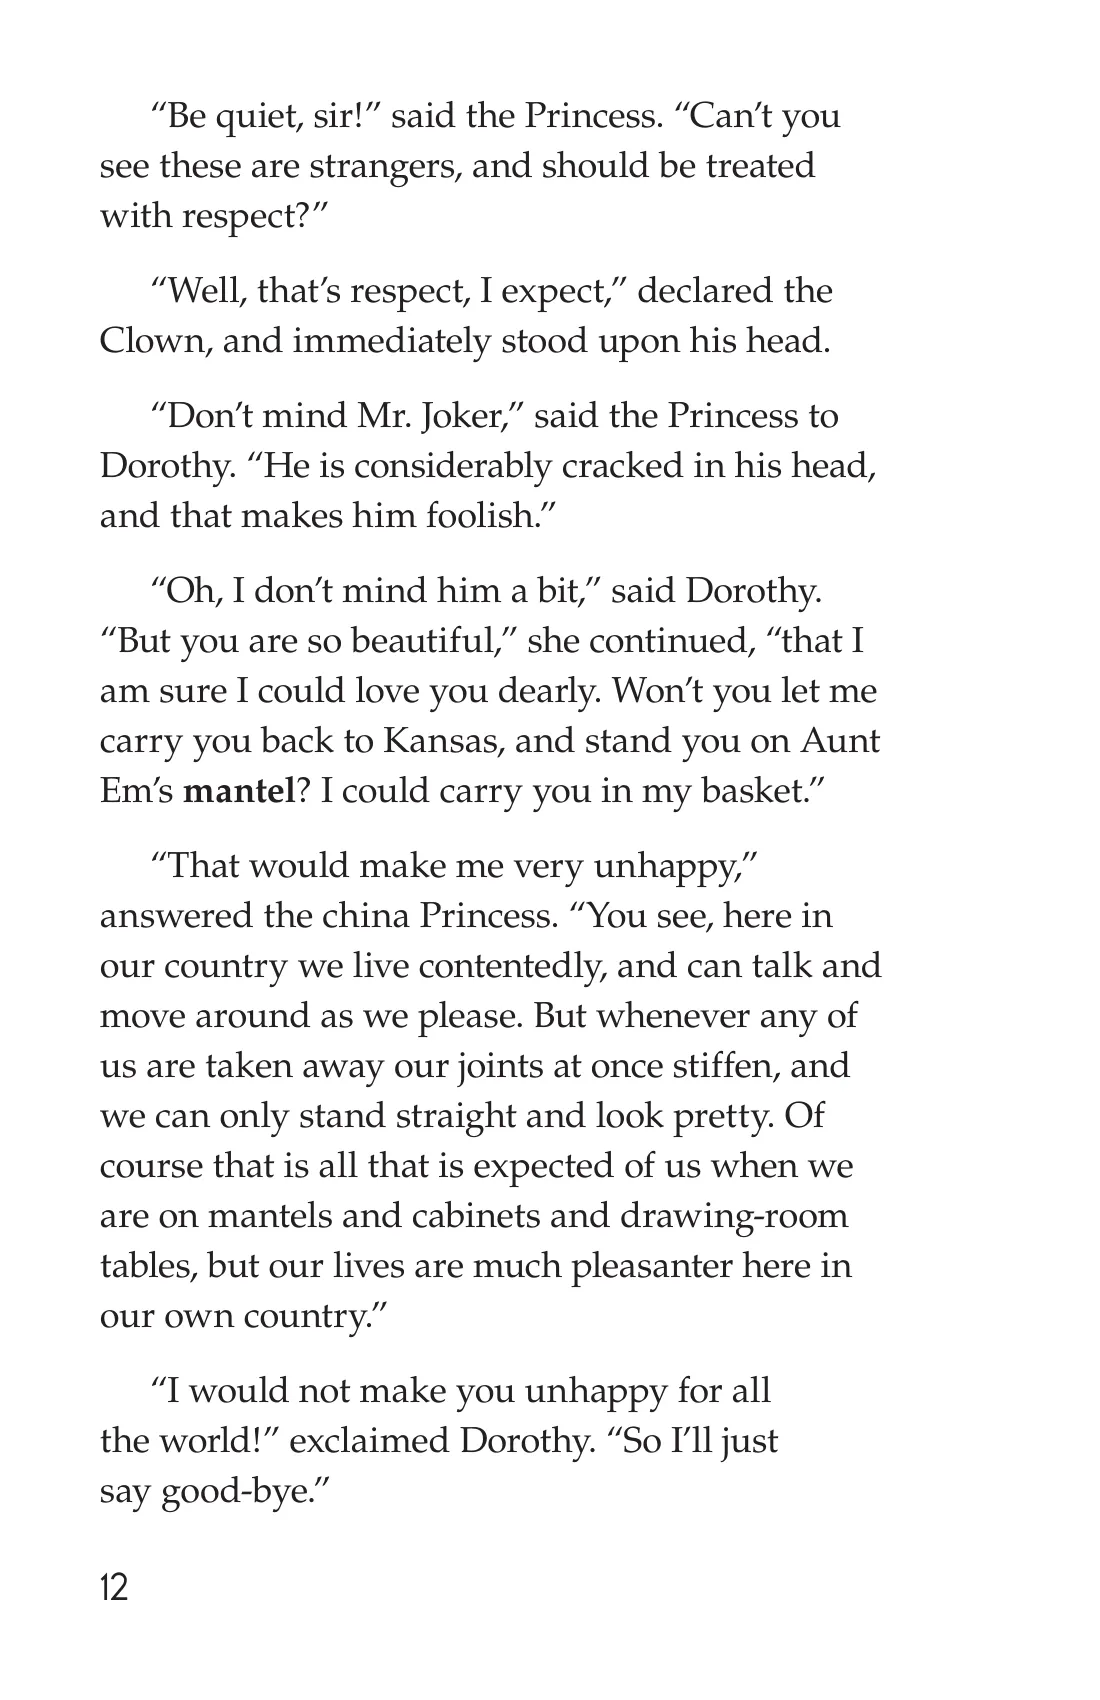 “Be quiet, sir!” said the Princess. “Can’t you
see these are strangers, and should be treated
with respect?”
“Well, that’s respect, I expect,” declared the
Clown, and immediately stood upon his head.
“Don’t mind Mr. Joker,” said the Princess to
Dorothy. “He is considerably cracked in his head,
and that makes him foolish.”
“Oh, I don’t mind him a bit,” said Dorothy.
“But you are so beautiful,” she continued, “that I
am sure I could love you dearly. Won’t you let me
carry you back to Kansas, and stand you on Aunt
Em’s mantel? I could carry you in my basket.”
“That would make me very unhappy,”
answered the china Princess. “You see, here in
our country we live contentedly, and can talk and
move around as we please. But whenever any of
us are taken away our joints at once stiffen, and
we can only stand straight and look pretty. Of
course that is all that is expected of us when we
are on mantels and cabinets and drawing-room
tables, but our lives are much pleasanter here in
our own country.”
“I would not make you unhappy for all
the world!” exclaimed Dorothy. “So I’ll just
say good-bye.”
12